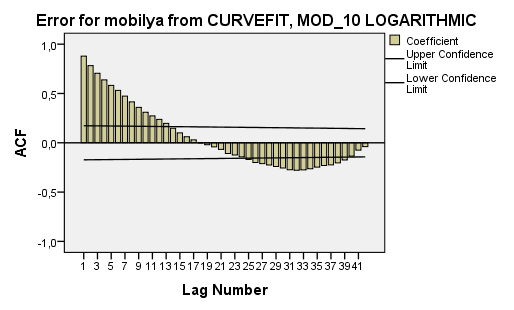 Error for mobilya from CURVEFIT, MOD_10 LOGARITHMIC
Coefficient
Upper Confidence
Limit
Lower Confidence
Limit
ACF
1,0
0,5
0,0
-0,5
-1,0
1 3 5 7 9 11 13 15 17 19 21 23 25 27 29 31 33 35 37 39 41
Lag Number